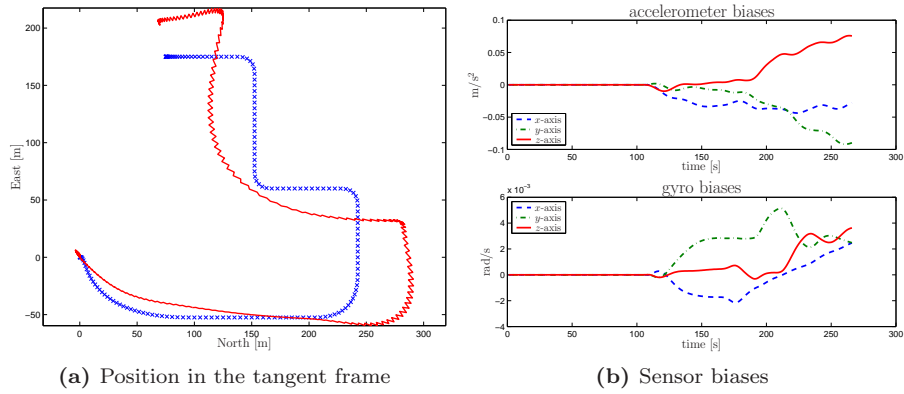 200
150
100
50
0
−50
0
50
100
150
200
250
300
East [m]
North [m]
(a) Position in the tangent frame
accelerometer biases
0.1
0.05
0
−0.05
−0.1
m/s²
x-axis
y-axis
z-axis
0
50
100
150
200
250
300
time [s]
gyro biases
x 10⁻³
6
4
2
0
−2
−4
rad/s
x-axis
y-axis
z-axis
0
50
100
150
200
250
300
time [s]
(b) Sensor biases